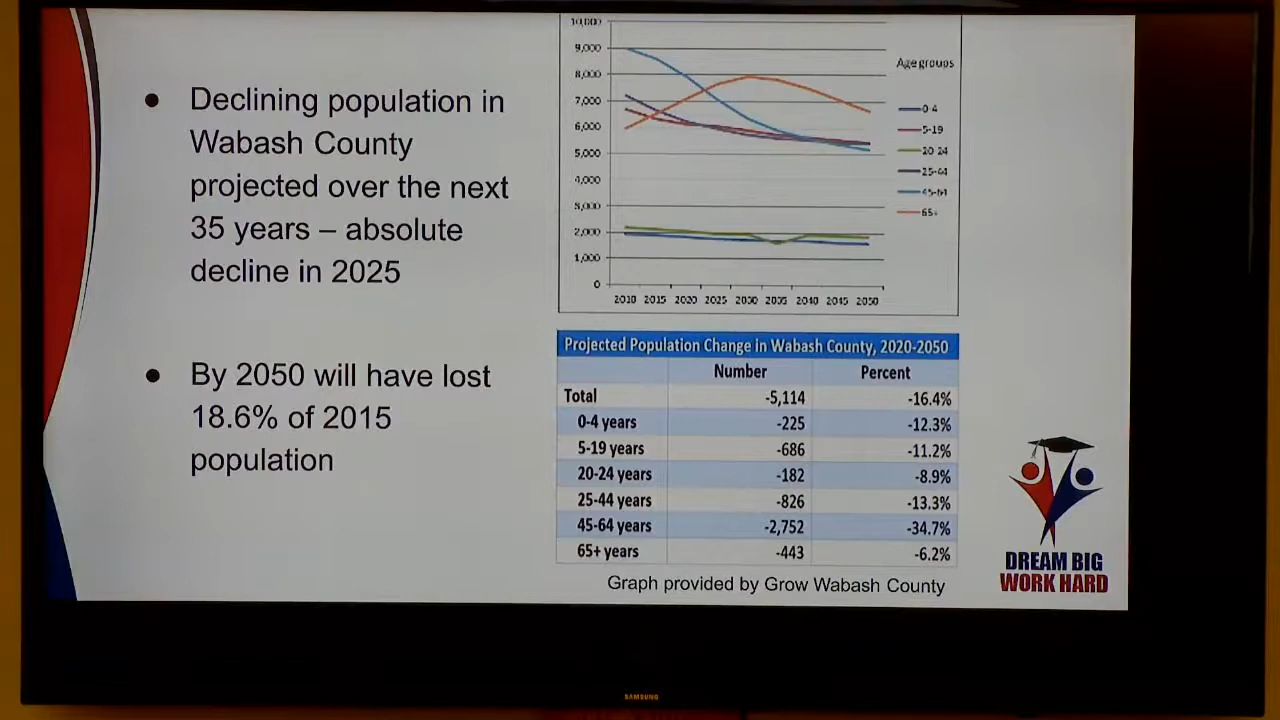 ● Declining population in
Wabash County
projected over the next
35 years – absolute
decline in 2025
● By 2050 will have lost
18.6% of 2015
population
10,000
9,000
8,000
7,000
6,000
5,000
4,000
3,000
2,000
1,000
0
2010 2015 2020 2025 2030 2035 2040 2045 2050
Age groups
0-4
5-19
20-24
25-44
45-64
65+
Projected Population Change in Wabash County, 2020-2050
Number Percent
Total -5,114 -16.4%
0-4 years -225 -12.3%
5-19 years -686 -11.2%
20-24 years -182 -8.9%
25-44 years -826 -13.3%
45-64 years -2,752 -34.7%
65+ years -443 -6.2%
Graph provided by Grow Wabash County
DREAM BIG
WORK HARD
SAMSUNG